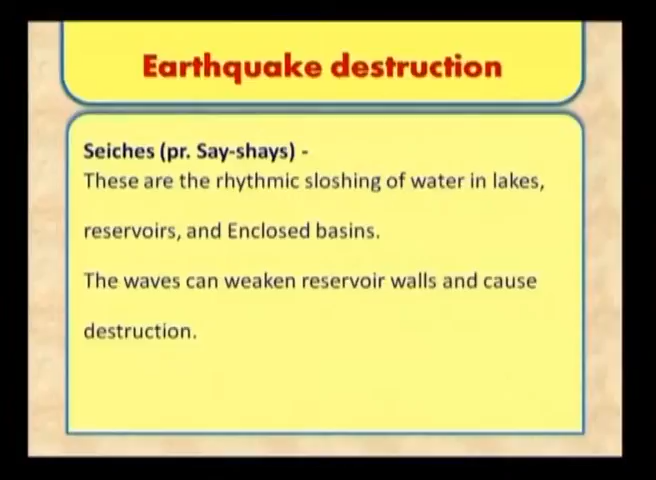 Earthquake destruction
Seiches (pr. Say-shays) -
These are the rhythmic sloshing of water in lakes,
reservoirs, and Enclosed basins.
The waves can weaken reservoir walls and cause
destruction.